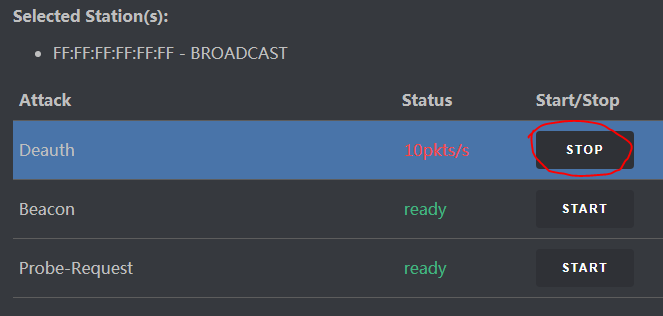 Selected Station(s):
• FF:FF:FF:FF:FF:FF - BROADCAST
Attack Status Start/Stop
Deauth 10pkts/s STOP
Beacon ready START
Probe-Request ready START